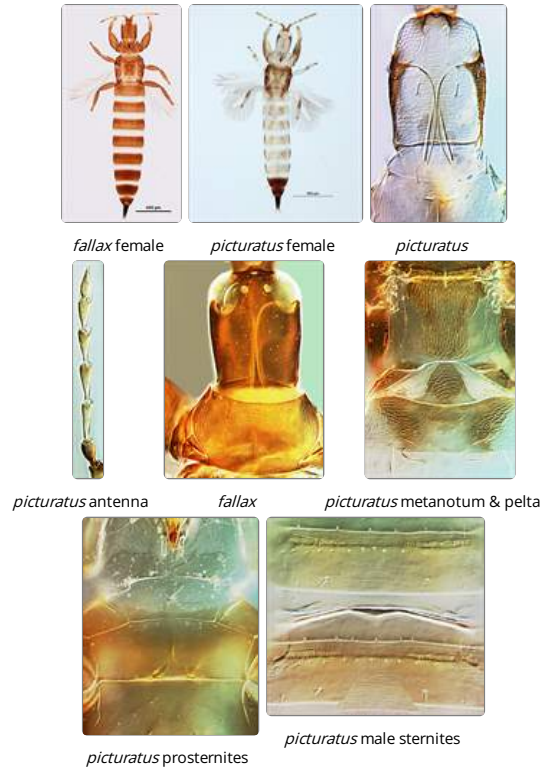 fallax female
picturatus female
picturatus
picturatus antenna
fallax
picturatus metanotum & pelta
picturatus prosternites
picturatus male sternites